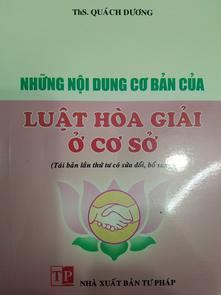 ThS. QUÁCH DƯƠNG
NHỮNG NỘI DUNG CƠ BẢN CỦA
LUẬT HÒA GIẢI
Ở CƠ SỞ
(Tái bản lần thứ tư có sửa đổi, bổ sung)
TP
NHÀ XUẤT BẢN TƯ PHÁP